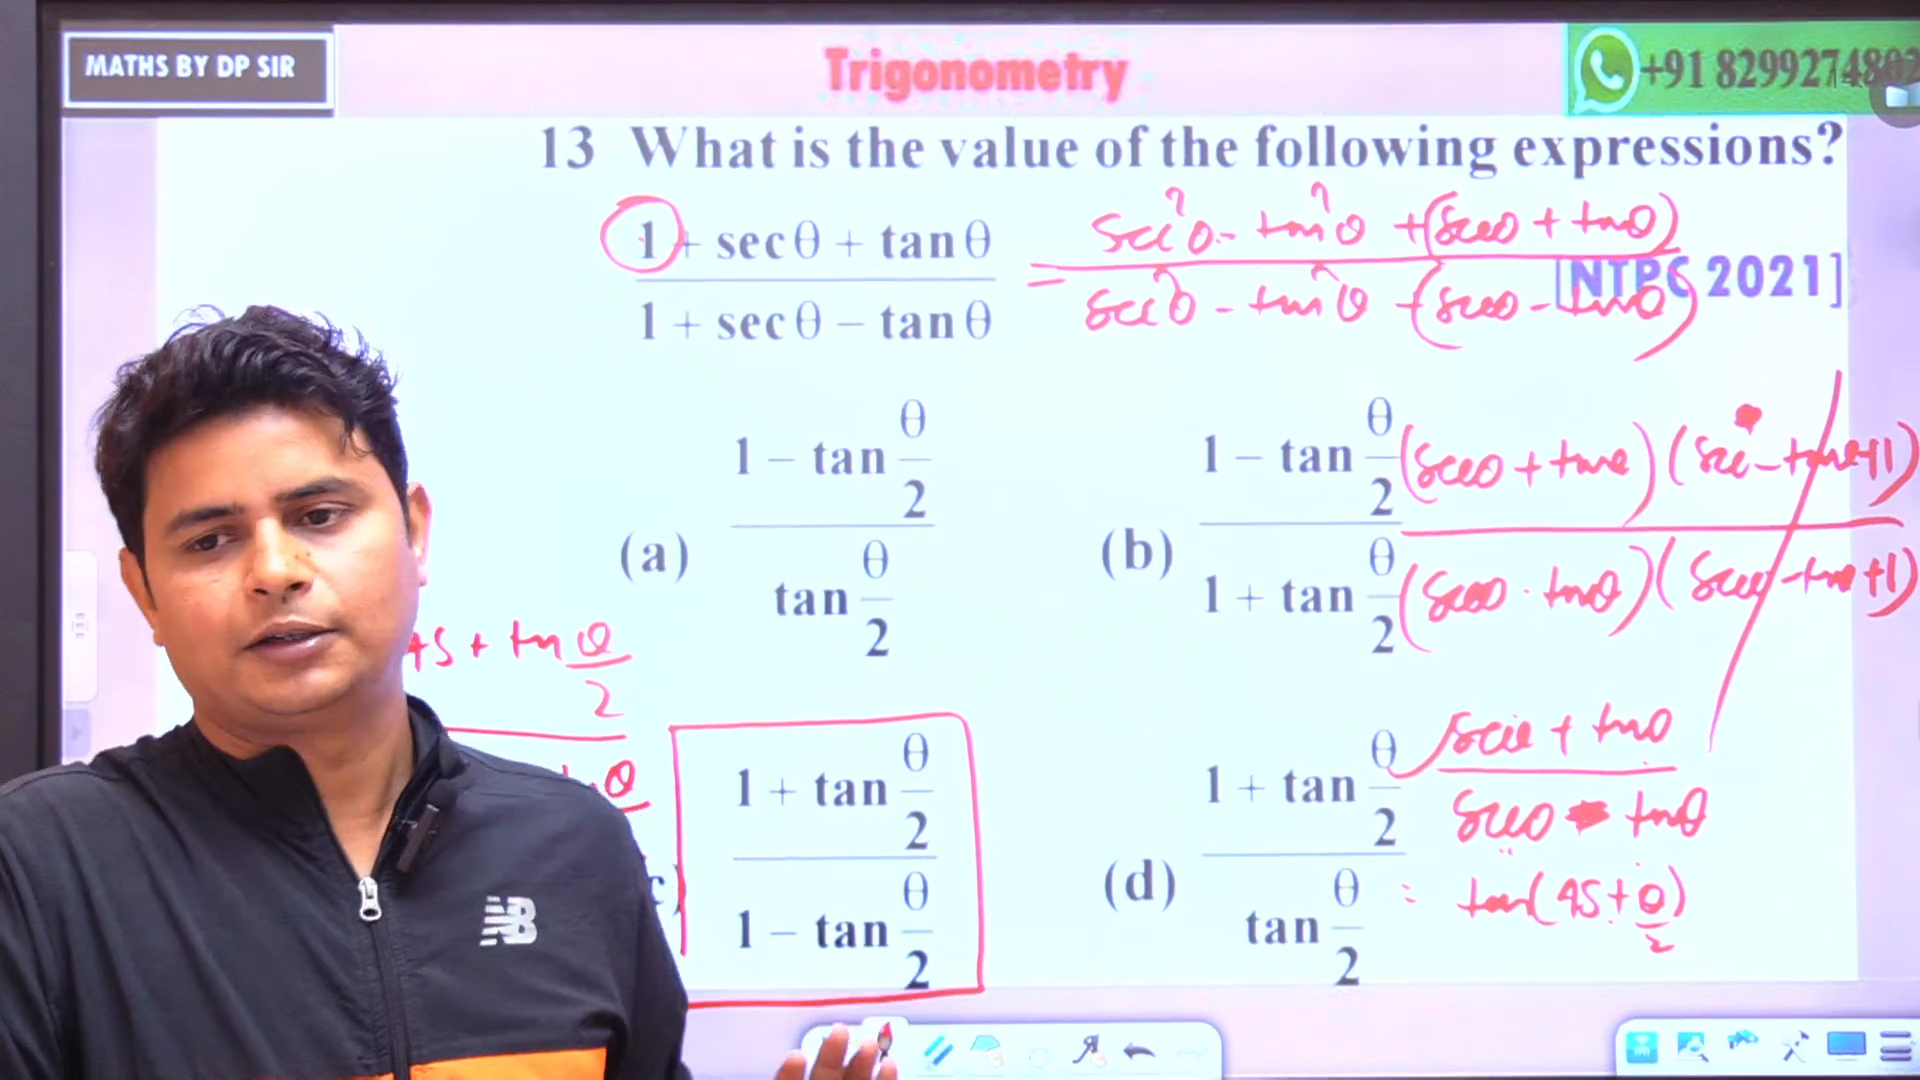 MATHS BY DP SIR
Trigonometry
+91 8299274802
13 What is the value of the following expressions?
1 + secθ + tanθ / 1 + secθ − tanθ
= sec²θ - tan²θ + (secθ + tanθ) / sec²θ - tan²θ + (secθ - tanθ)
[NTPC 2021]
(a) 1 − tan θ/2 / tan θ/2
(b) 1 − tan θ/2 / 1 + tan θ/2
(secθ + tanθ) (sec - tanθ+1) / (secθ - tanθ) (secθ - tanθ+1)
45 + tan θ/2
θ
c) 1 + tan θ/2 / 1 − tan θ/2
(d) 1 + tan θ/2 / tan θ/2
secθ + tanθ / secθ - tanθ
= tan(45 + θ/2)
NB